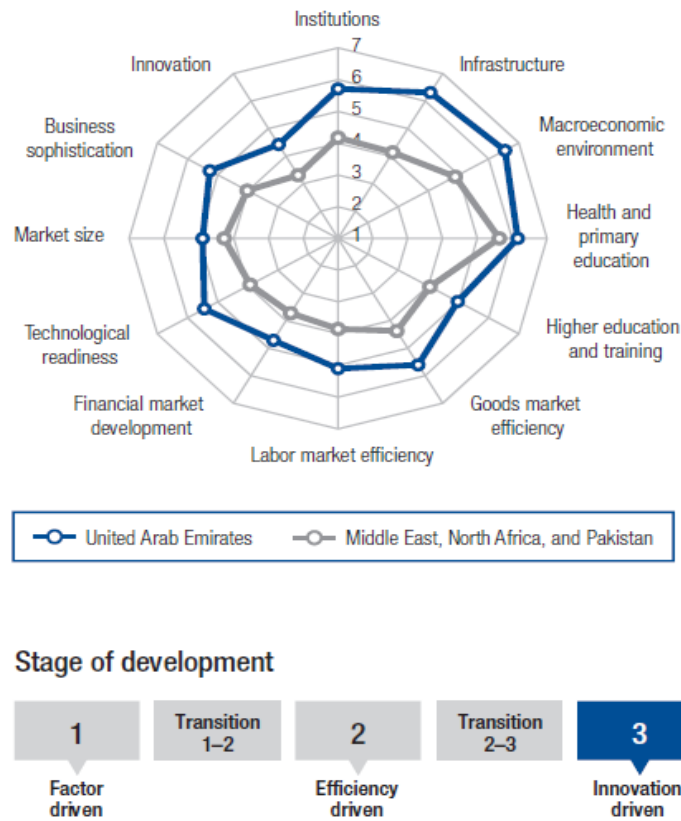 Institutions
7
6
5
4
3
2
1
Infrastructure
Macroeconomic
environment
Health and
primary
education
Higher education
and training
Goods market
efficiency
Labor market efficiency
Financial market
development
Technological
readiness
Market size
Business
sophistication
Innovation
United Arab Emirates
Middle East, North Africa, and Pakistan
Stage of development
1
Transition
1–2
2
Transition
2–3
3
Factor
driven
Efficiency
driven
Innovation
driven